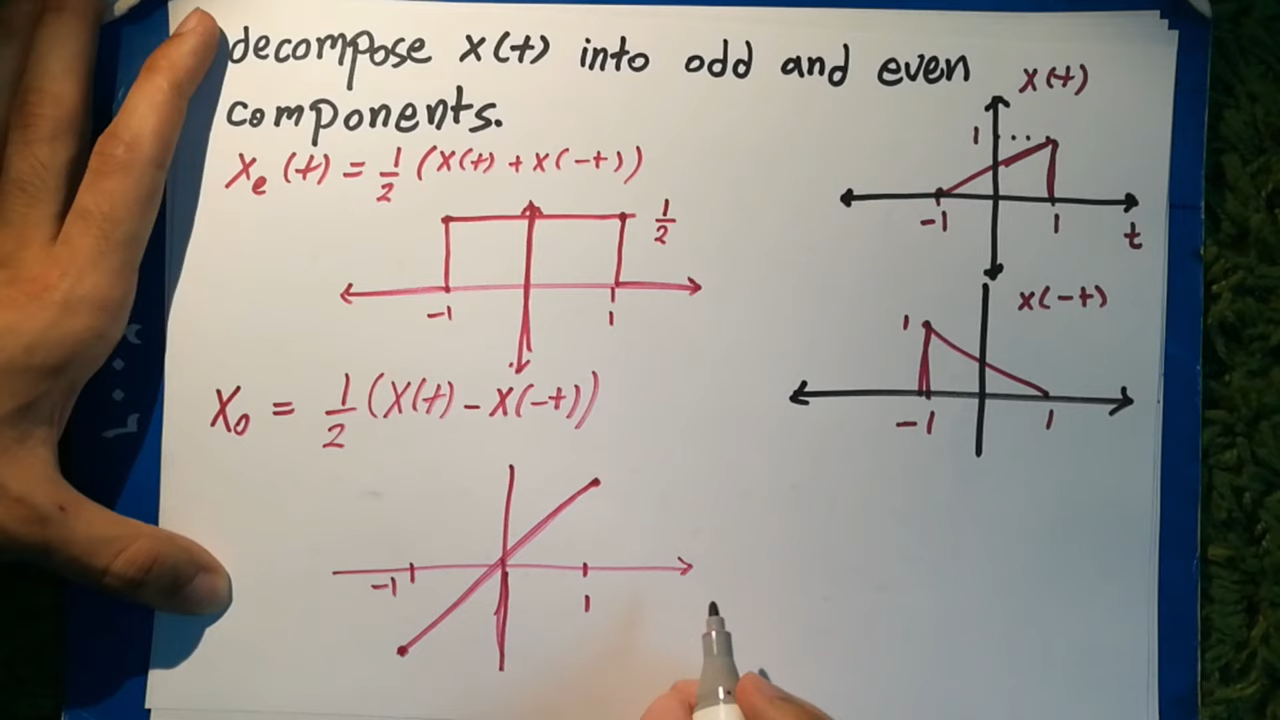 decompose x(t) into odd and even
components.
x(t)
1
-1
1
t
Xe(t) = 1/2 (x(t) + x(-t))
1/2
-1
1
x(-t)
1
-1
1
Xo = 1/2 (X(t) - X(-t))
-1
1